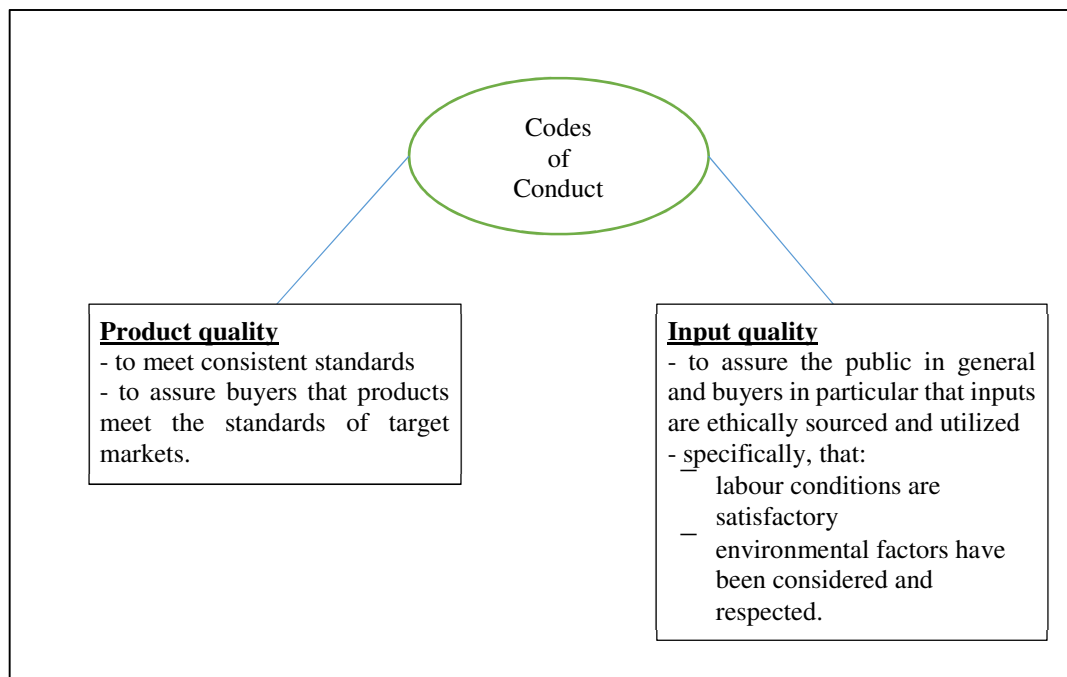 Codes
of
Conduct
Product quality
- to meet consistent standards
- to assure buyers that products
meet the standards of target
markets.
Input quality
- to assure the public in general
and buyers in particular that inputs
are ethically sourced and utilized
- specifically, that:
– labour conditions are
satisfactory
– environmental factors have
been considered and
respected.